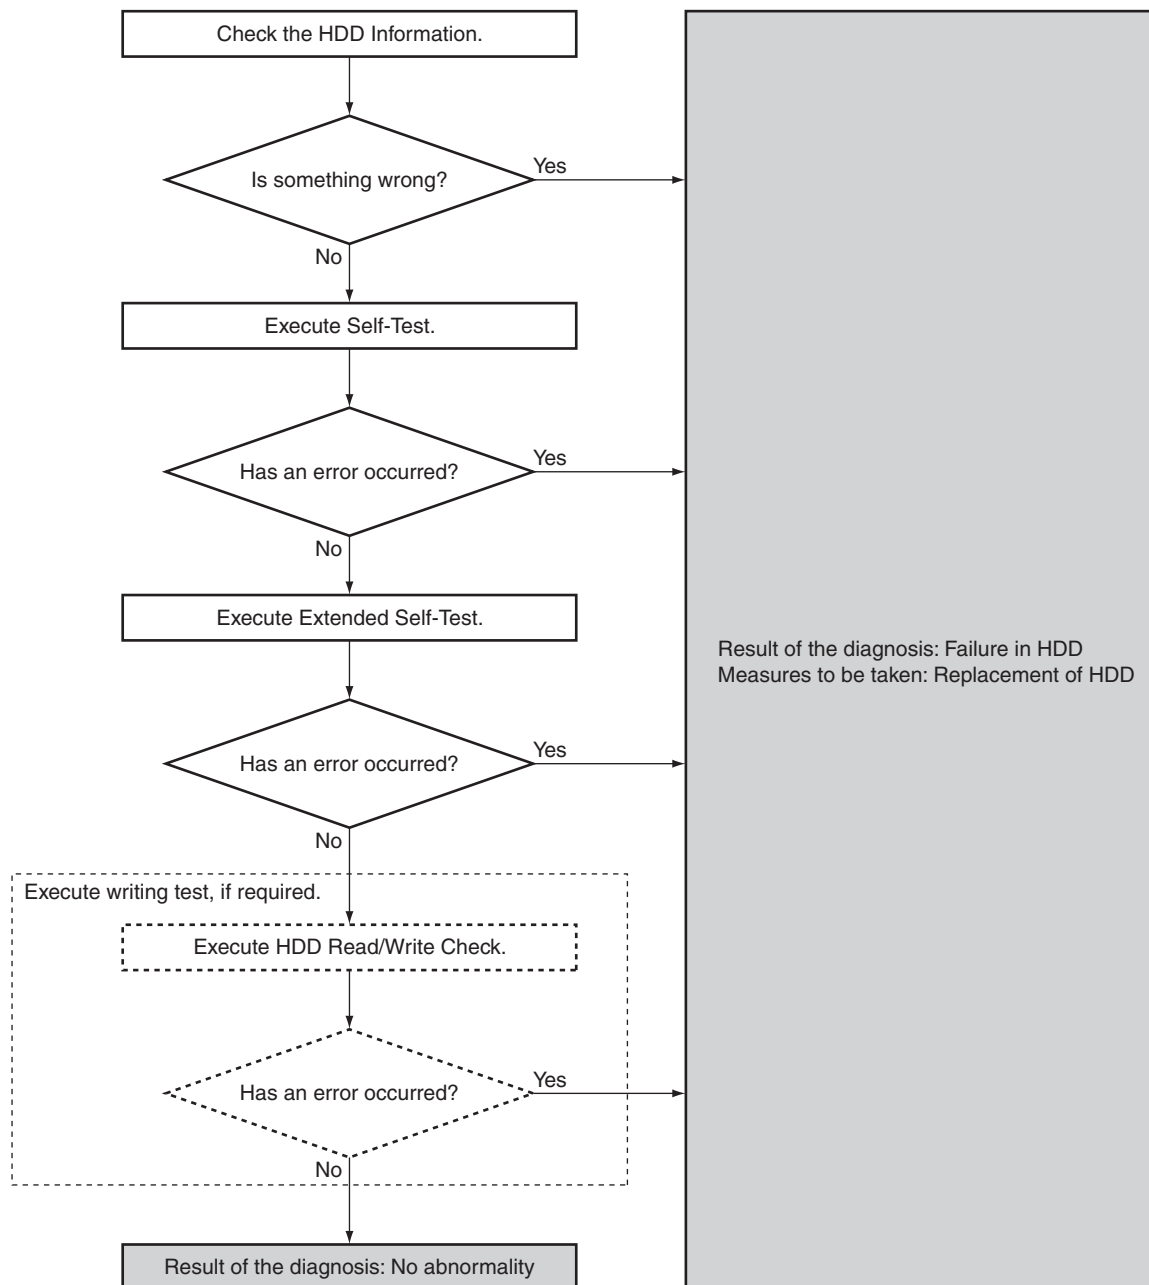 Check the HDD Information.
Is something wrong?
Yes
No
Execute Self-Test.
Has an error occurred?
Yes
No
Execute Extended Self-Test.
Result of the diagnosis: Failure in HDD
Measures to be taken: Replacement of HDD
Has an error occurred?
Yes
No
Execute writing test, if required.
Execute HDD Read/Write Check.
Has an error occurred?
Yes
No
Result of the diagnosis: No abnormality